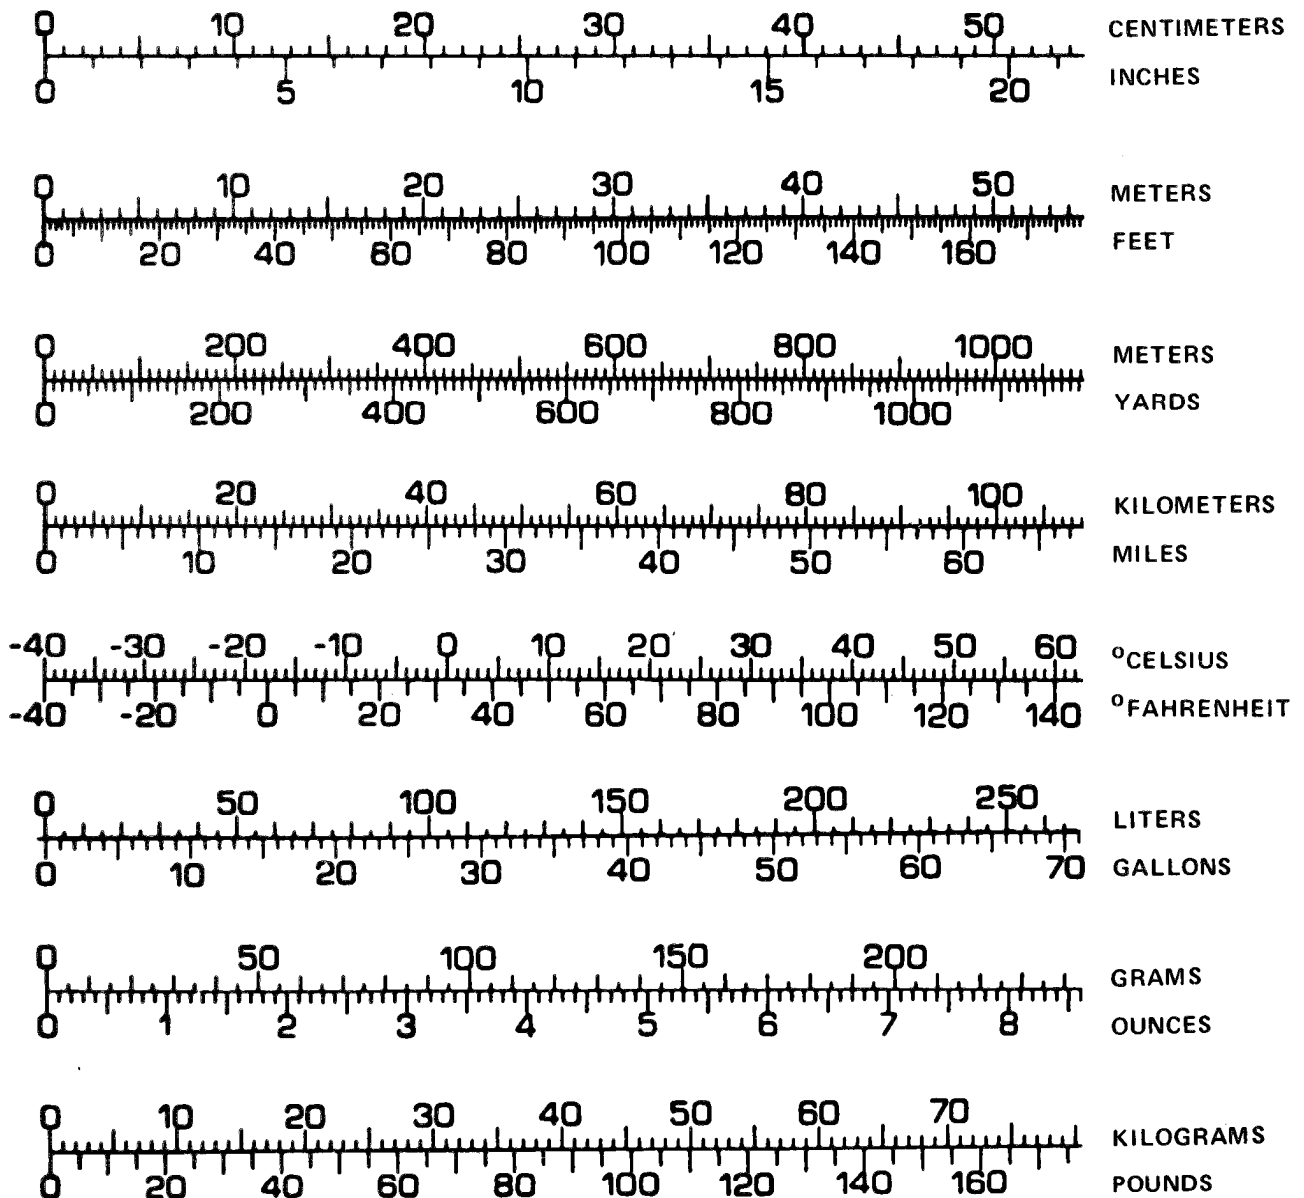 0 10 20 30 40 50 CENTIMETERS
0 5 10 15 20 INCHES
0 10 20 30 40 50 METERS
0 20 40 60 80 100 120 140 160 FEET
0 200 400 600 800 1000 METERS
0 200 400 600 800 1000 YARDS
0 20 40 60 80 100 KILOMETERS
0 10 20 30 40 50 60 MILES
-40 -30 -20 -10 0 10 20 30 40 50 60 °CELSIUS
-40 -20 0 20 40 60 80 100 120 140 °FAHRENHEIT
0 50 100 150 200 250 LITERS
0 10 20 30 40 50 60 70 GALLONS
0 50 100 150 200 GRAMS
0 1 2 3 4 5 6 7 8 OUNCES
0 10 20 30 40 50 60 70 KILOGRAMS
0 20 40 60 80 100 120 140 160 POUNDS